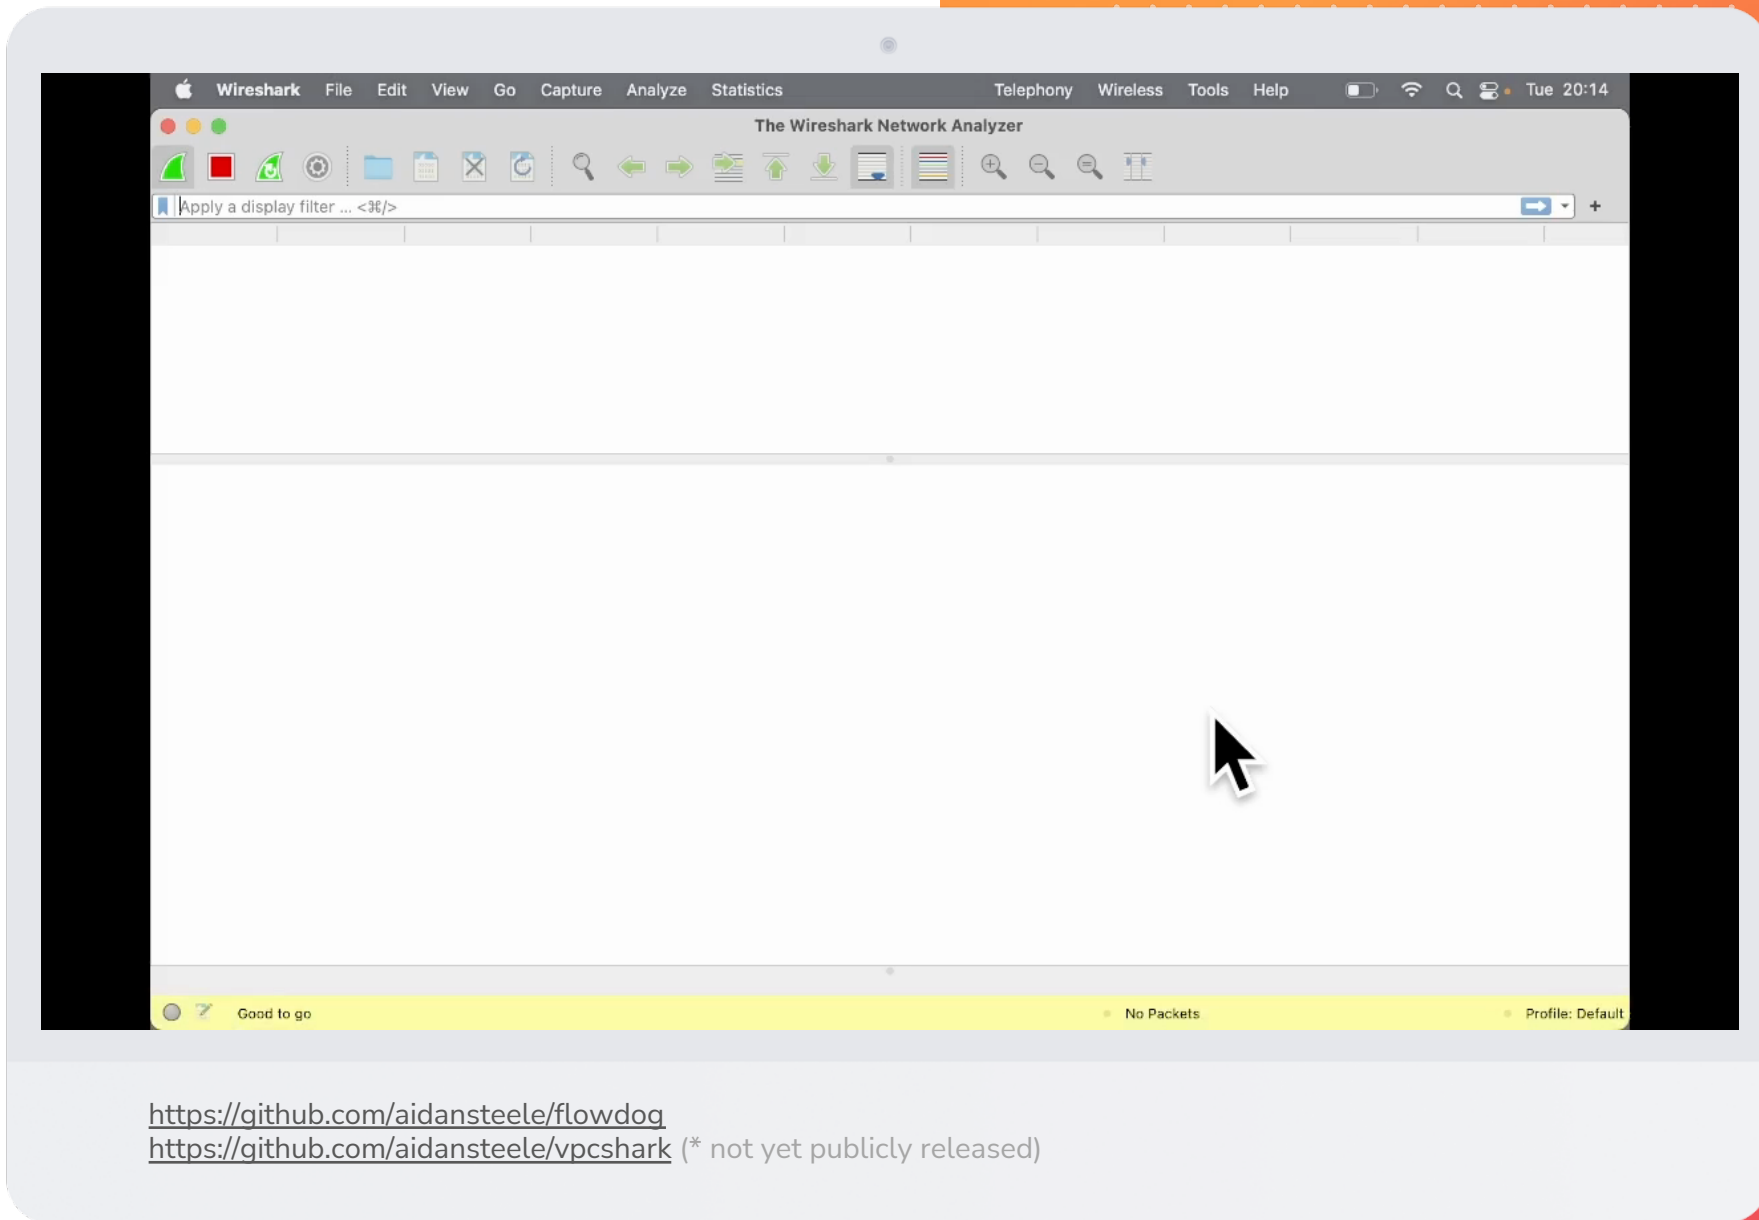 Wireshark File Edit View Go Capture Analyze Statistics Telephony Wireless Tools Help Tue 20:14
The Wireshark Network Analyzer
Apply a display filter ... <⌘/>
+
Good to go No Packets Profile: Default
https://github.com/aidansteele/flowdog
https://github.com/aidansteele/vpcshark (* not yet publicly released)